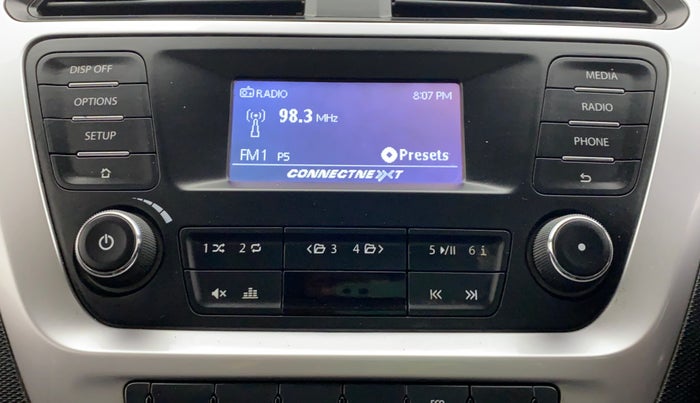 DISP OFF
OPTIONS
SETUP
RADIO 8:07 PM
98.3 MHz
FM1 P5 Presets
CONNECTNEXT
MEDIA
RADIO
PHONE
1 2 3 4 5 6 i
ECO